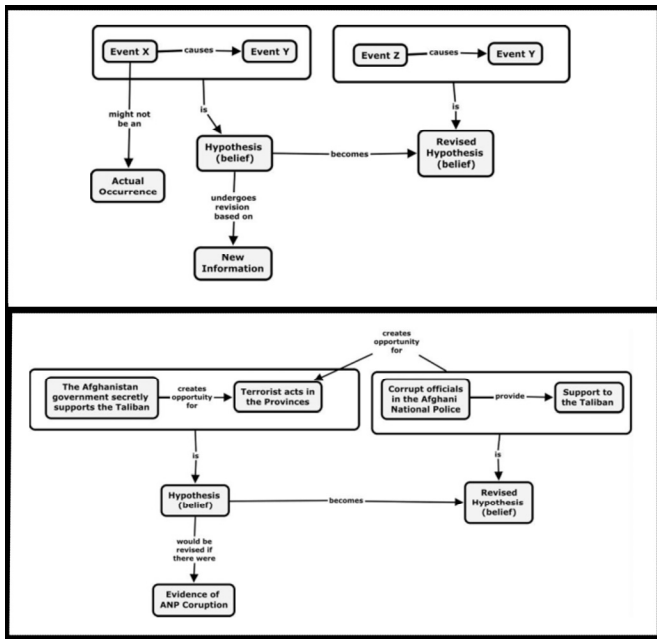 Event X
causes
Event Y
Event Z
causes
Event Y
might not
be an
is
is
Actual
Occurrence
Hypothesis
(belief)
becomes
Revised
Hypothesis
(belief)
undergoes
revision
based on
New
Information
creates
opportunity
for
The Afghanistan
government secretly
supports the Taliban
creates
opportunity
for
Terrorist acts in
the Provinces
Corrupt officials
in the Afghani
National Police
provide
Support to
the Taliban
is
is
Hypothesis
(belief)
becomes
Revised
Hypothesis
(belief)
would be
revised if
there were
Evidence of
ANP Coruption